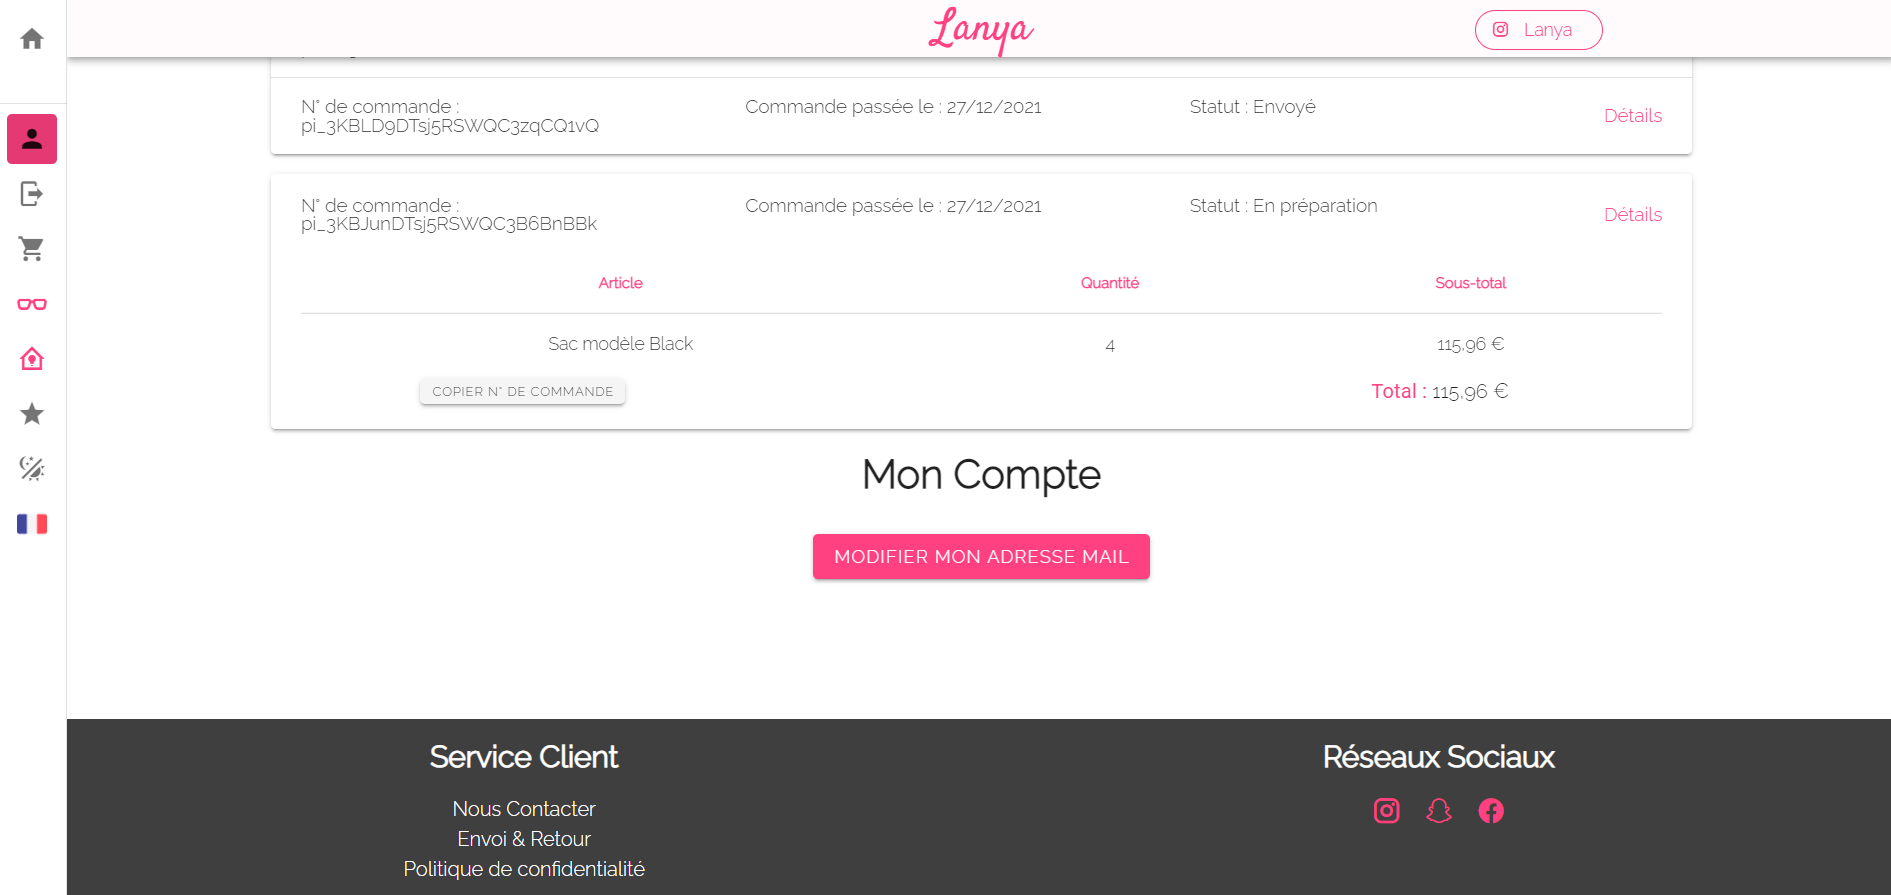 Lanya
Lanya
N° de commande :
pi_3KBLD9DTsj5RSWQC3zqCQ1vQ
Commande passée le : 27/12/2021
Statut : Envoyé
Détails
N° de commande :
pi_3KBJunDTsj5RSWQC3B6BnBBk
Commande passée le : 27/12/2021
Statut : En préparation
Détails
Article Quantité Sous-total
Sac modèle Black 4 115,96 €
COPIER N° DE COMMANDE
Total : 115,96 €
Mon Compte
MODIFIER MON ADRESSE MAIL
Service Client
Nous Contacter
Envoi & Retour
Politique de confidentialité
Réseaux Sociaux